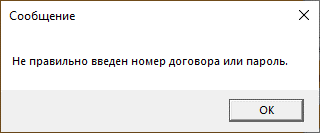 Сообщение
Не правильно введен номер договора или пароль.
OK